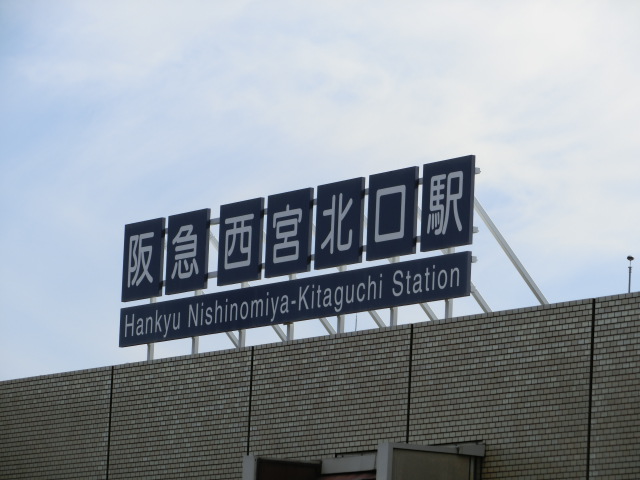 阪急西宮北口駅
Hankyu Nishinomiya-Kitaguchi Station